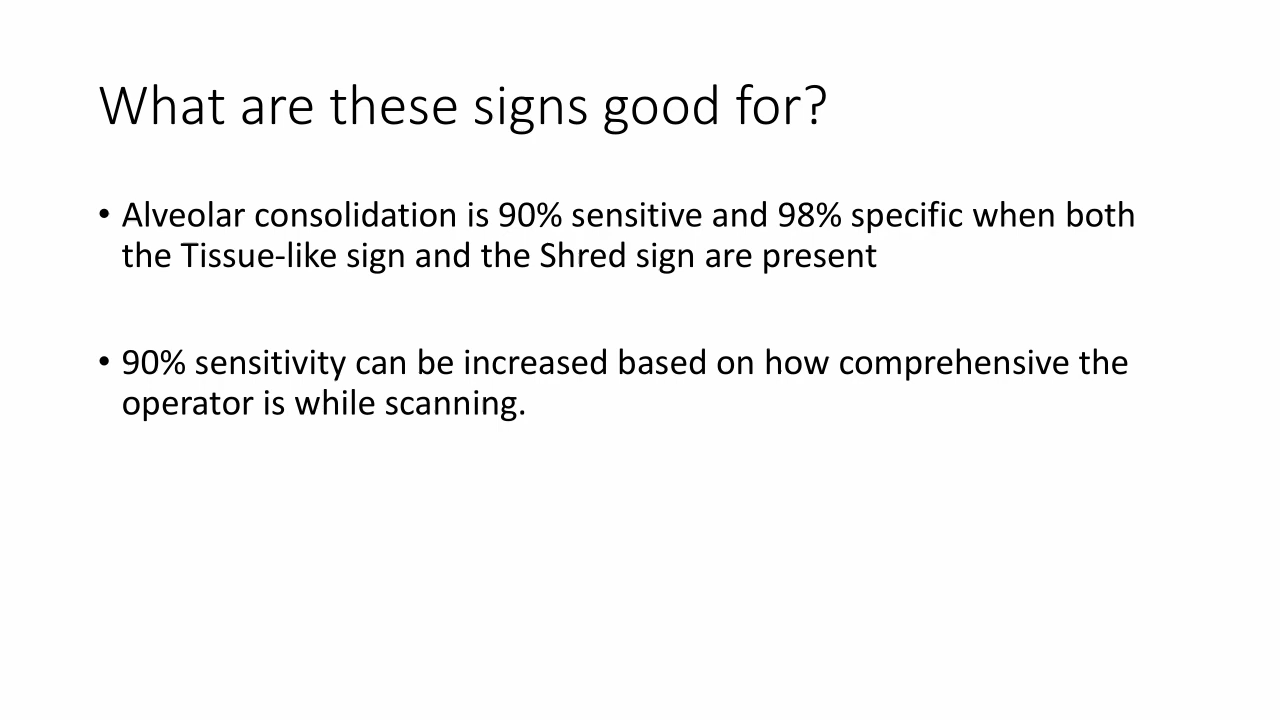 What are these signs good for?
• Alveolar consolidation is 90% sensitive and 98% specific when both
the Tissue-like sign and the Shred sign are present
• 90% sensitivity can be increased based on how comprehensive the
operator is while scanning.